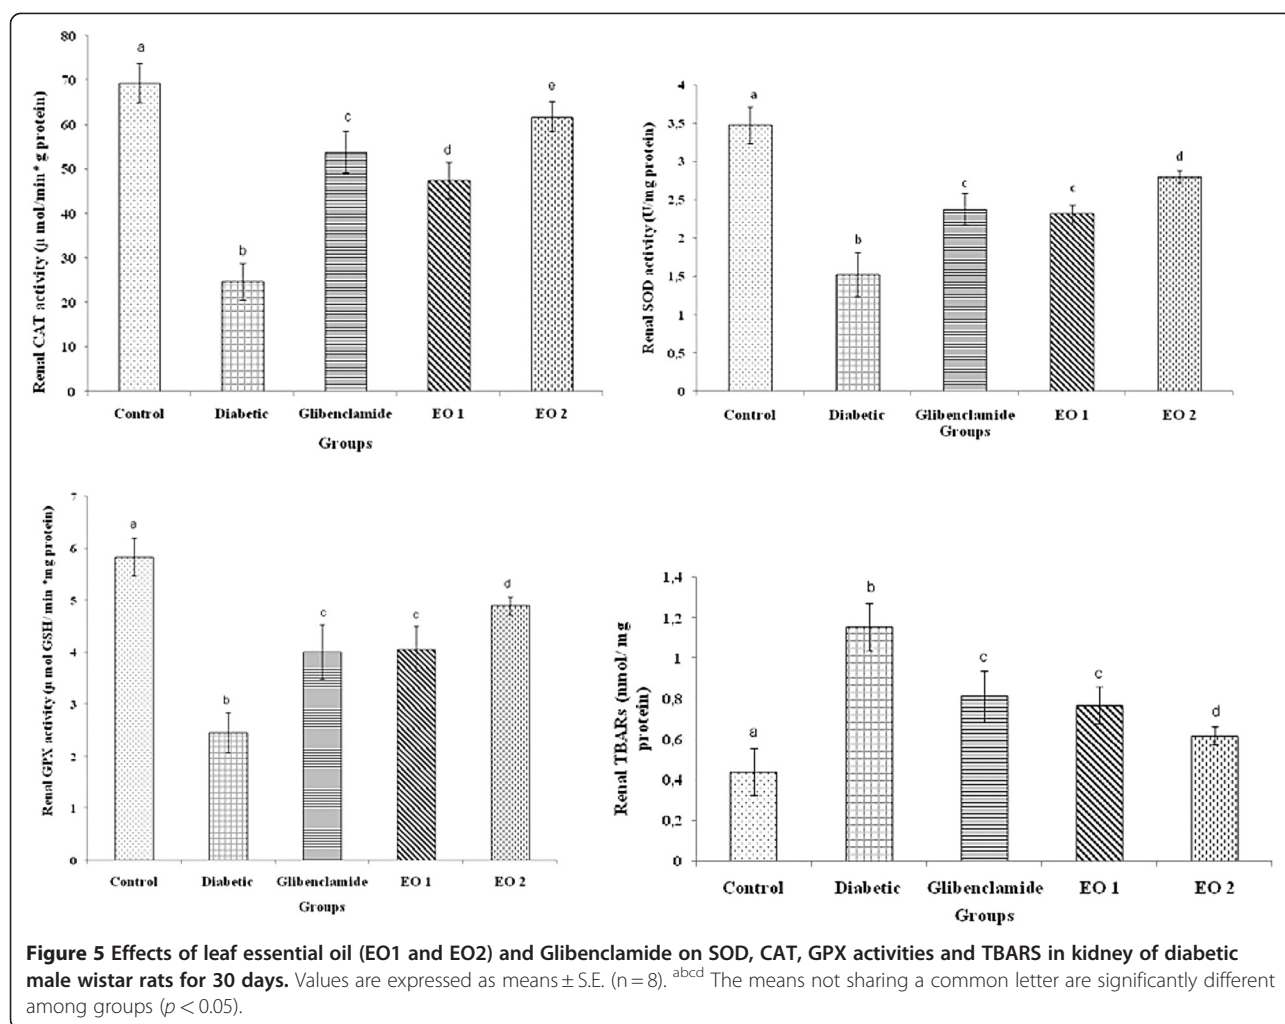 80
70
60
50
40
30
20
10
0
Renal CAT activity (µ mol/min* g protein)
a
b
c
d
e
Control Diabetic Glibenclamide EO 1 EO 2
Groups
4
3,5
3
2,5
2
1,5
1
0,5
0
Renal SOD activity (U/mg protein)
a
b
c
c
d
Control Diabetic Glibenclamide EO 1 EO 2
Groups
7
6
5
4
3
2
1
0
Renal GPX activity (µ mol GSH/ min *mg protein)
a
b
c
c
d
Control Diabetic Glibenclamide EO 1 EO 2
Groups
1,4
1,2
1
0,8
0,6
0,4
0,2
0
Renal TBARs (nmol/ mg
protein)
a
b
c
c
d
Control Diabetic Glibenclamide EO 1 EO 2
Groups
Figure 5 Effects of leaf essential oil (EO1 and EO2) and Glibenclamide on SOD, CAT, GPX activities and TBARS in kidney of diabetic
male wistar rats for 30 days. Values are expressed as means ± S.E. (n = 8). abcd The means not sharing a common letter are significantly different
among groups (p < 0.05).